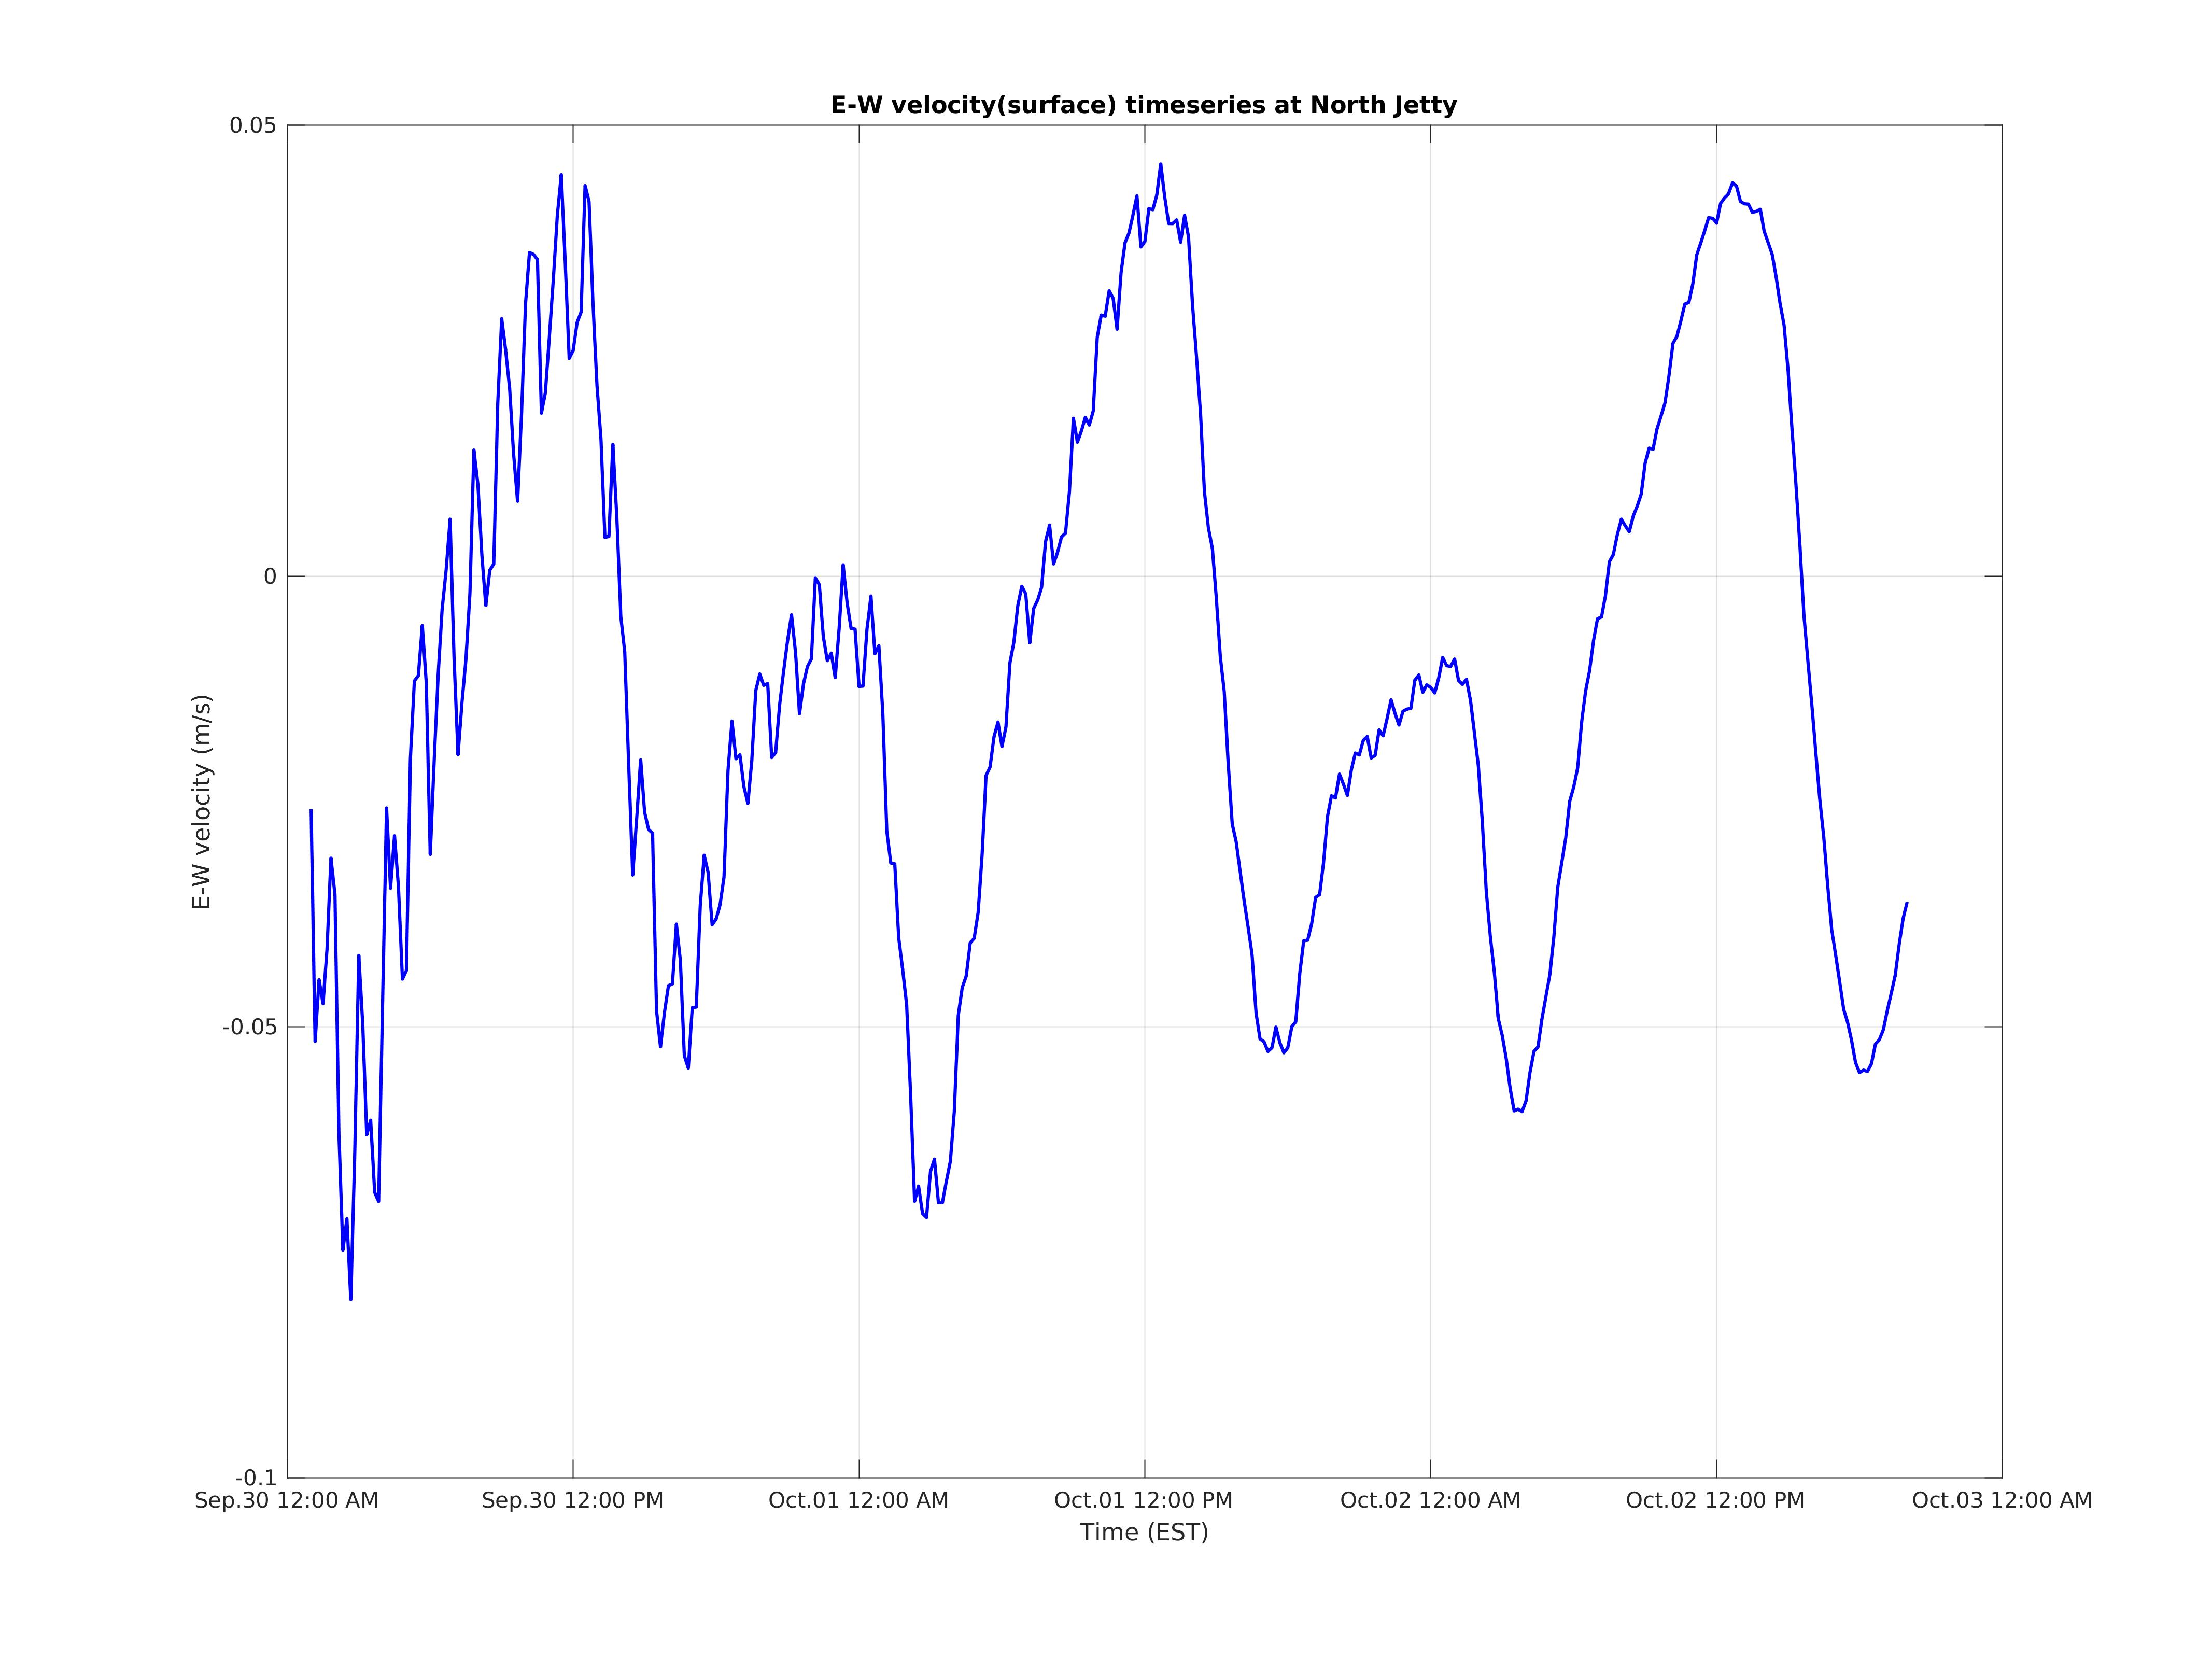 E-W velocity(surface) timeseries at North Jetty
0.05
0
-0.05
-0.1
E-W velocity (m/s)
Sep.30 12:00 AM
Sep.30 12:00 PM
Oct.01 12:00 AM
Oct.01 12:00 PM
Oct.02 12:00 AM
Oct.02 12:00 PM
Oct.03 12:00 AM
Time (EST)